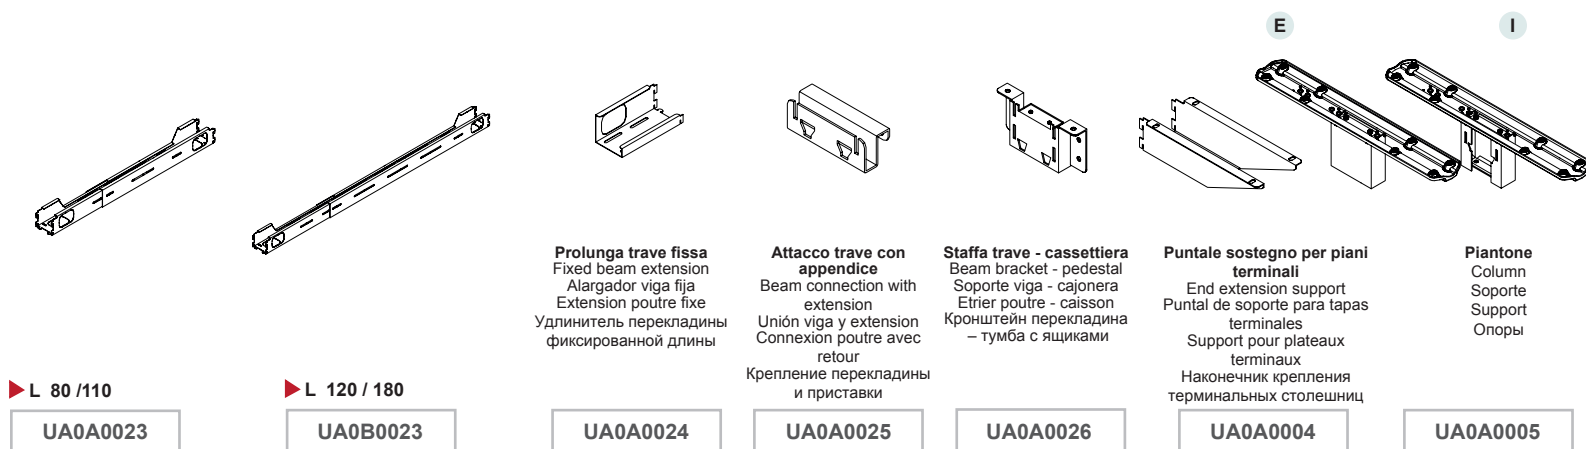 E
I
Prolunga trave fissa
Fixed beam extension
Alargador viga fija
Extension poutre fixe
Удлинитель перекладины
фиксированной длины
Attacco trave con
appendice
Beam connection with
extension
Unión viga y extension
Connexion poutre avec
retour
Крепление перекладины
и приставки
Staffa trave - cassettiera
Beam bracket - pedestal
Soporte viga - cajonera
Etrier poutre - caisson
Кронштейн перекладина
– тумба с ящиками
Puntale sostegno per piani
terminali
End extension support
Puntal de soporte para tapas
terminales
Support pour plateaux
terminaux
Наконечник крепления
терминальных столешниц
Piantone
Column
Soporte
Support
Опоры
L 80 /110
L 120 / 180
UA0A0023
UA0B0023
UA0A0024
UA0A0025
UA0A0026
UA0A0004
UA0A0005